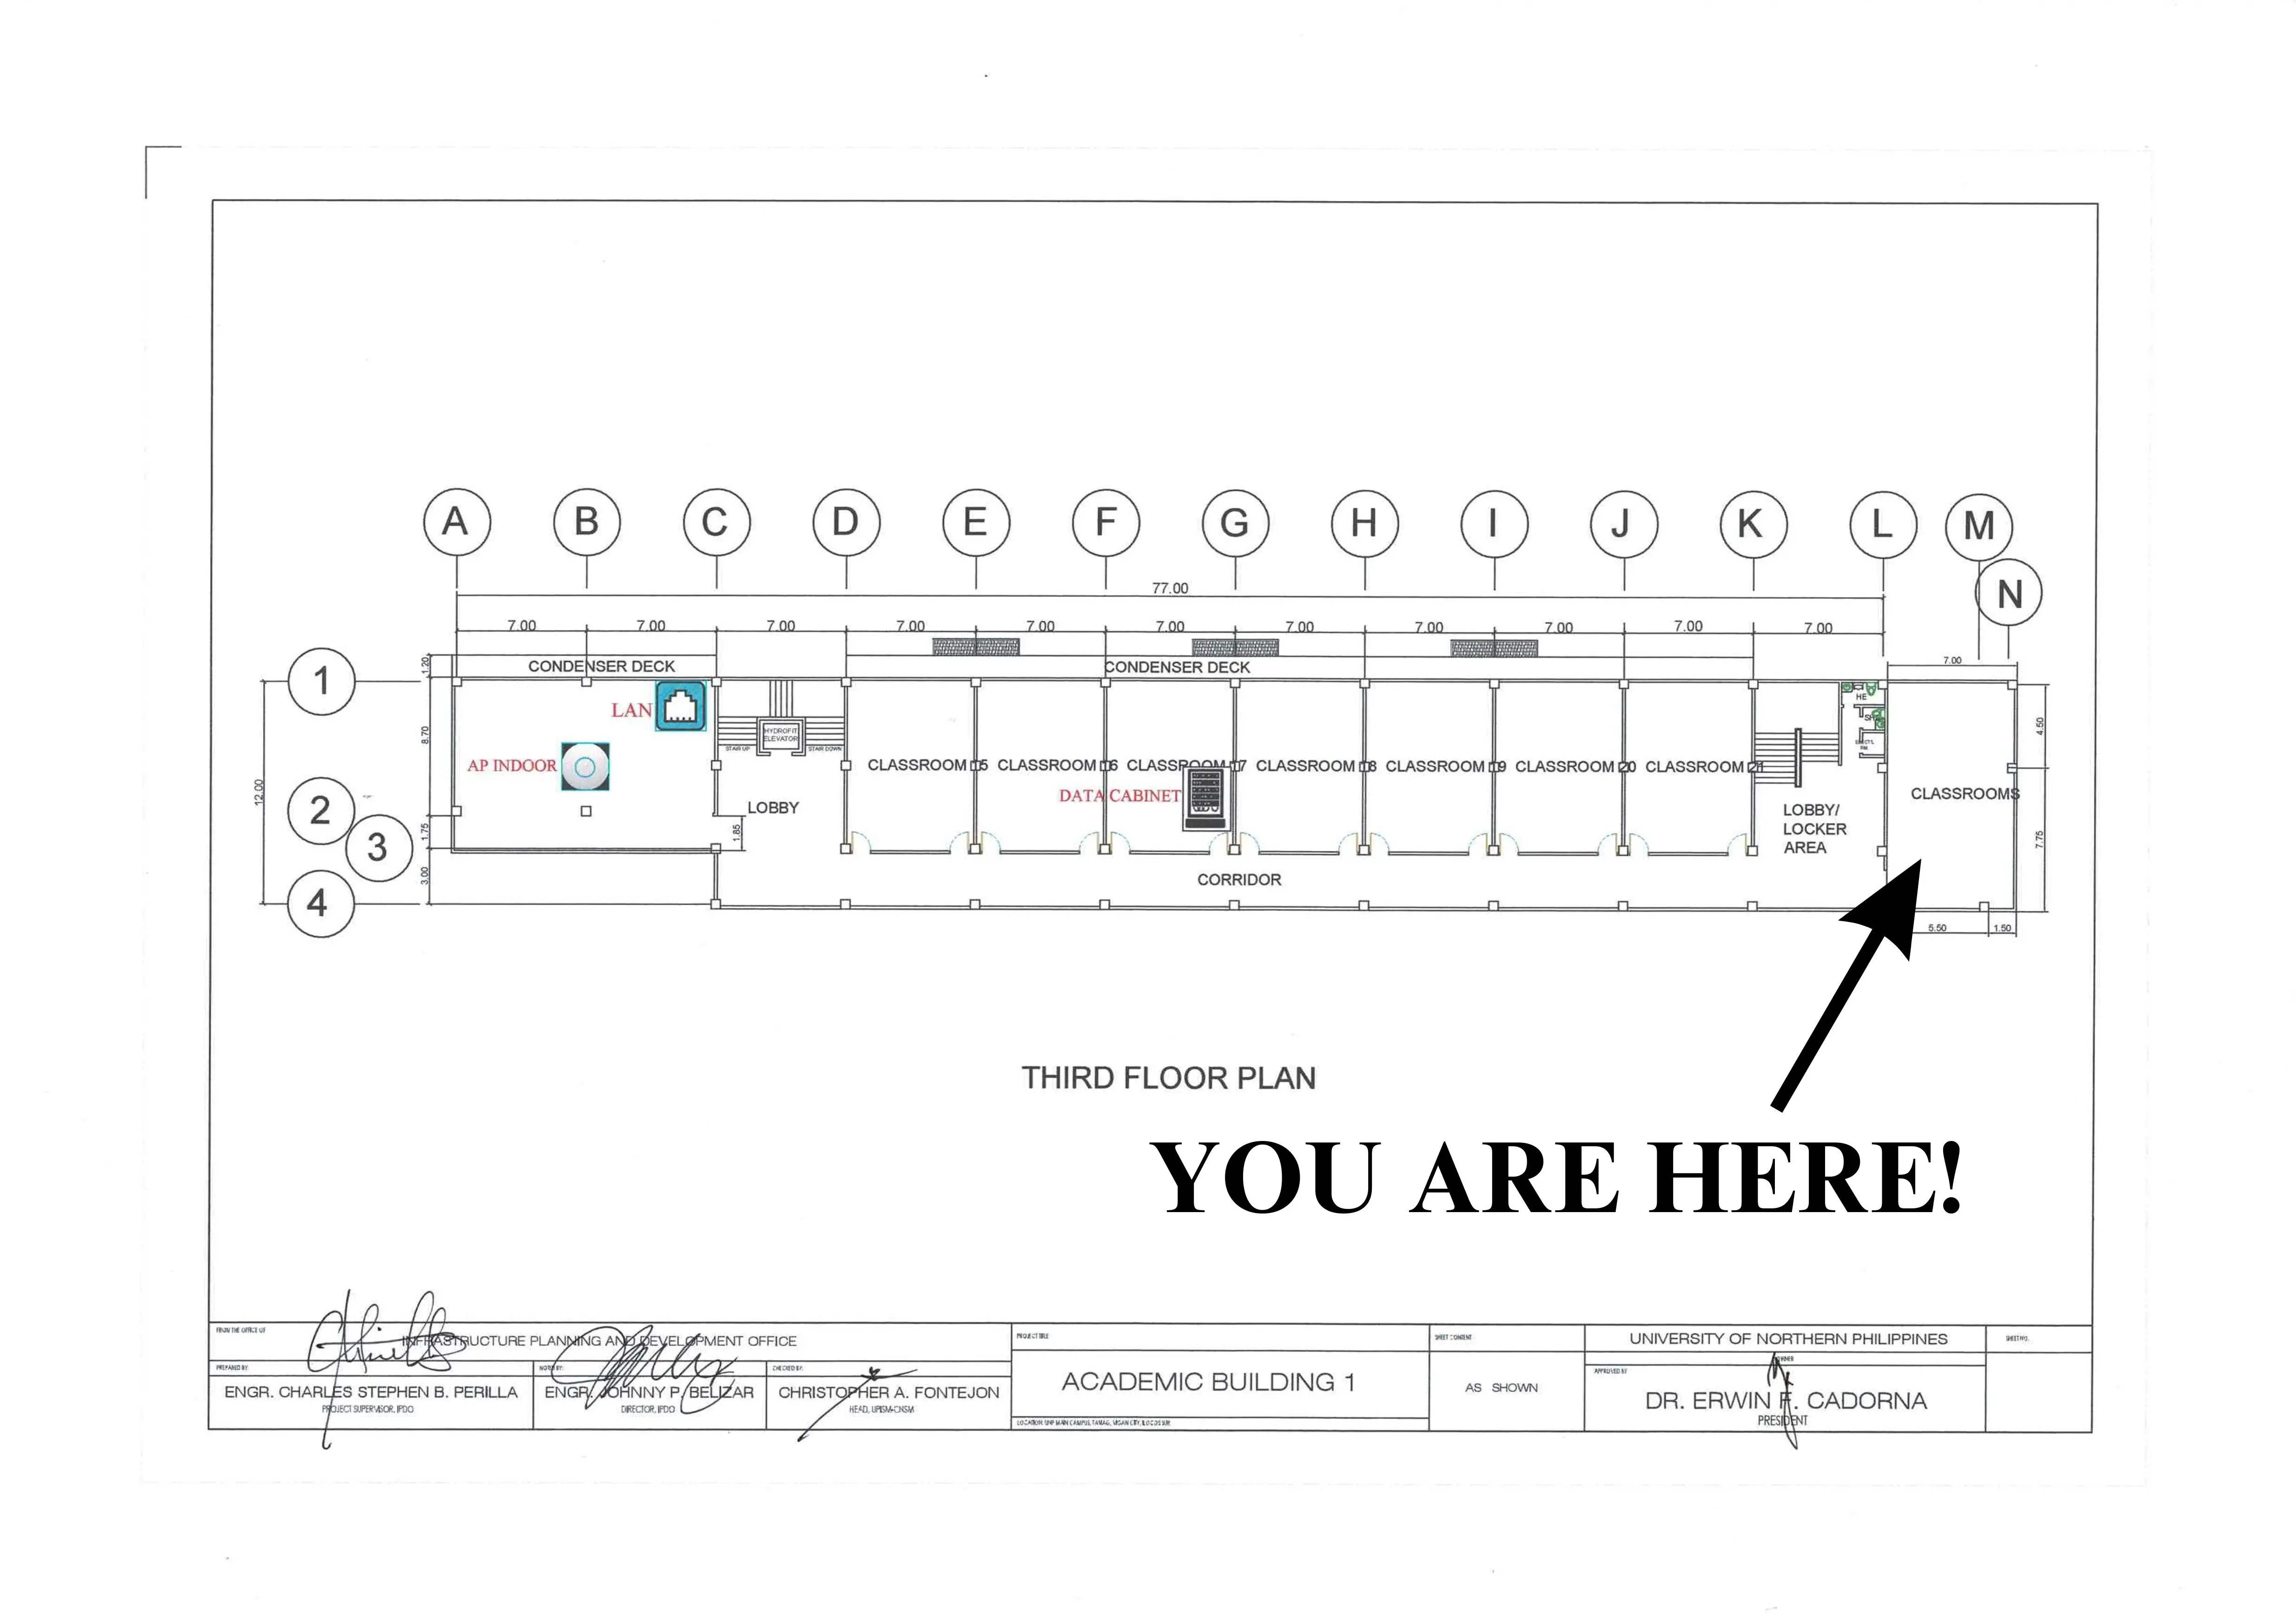 A B C D E F G H I J K L M
N
77.00
7.00 7.00 7.00 7.00 7.00 7.00 7.00 7.00 7.00 7.00 7.00
7.00
1.20
CONDENSER DECK
CONDENSER DECK
1
2
3
4
12.00
8.70
1.75
3.00
LAN
AP INDOOR
HYDROFIT
ELEVATOR
STAIR UP
STAIR DOWN
LOBBY
1.85
CLASSROOM 15
CLASSROOM 16
CLASSROOM 17
CLASSROOM 18
CLASSROOM 19
CLASSROOM 20
CLASSROOM 21
DATA CABINET
HE
LOBBY/
LOCKER
AREA
CLASSROOMS
4.50
7.75
CORRIDOR
5.50
1.50
THIRD FLOOR PLAN
YOU ARE HERE!
FROM THE OFFICE OF
INFRASTRUCTURE PLANNING AND DEVELOPMENT OFFICE
PREPARED BY:
ENGR. CHARLES STEPHEN B. PERILLA
PROJECT SUPERVISOR, IPDO
NOTED BY:
ENGR. JOHNNY P. BELIZAR
DIRECTOR, IPDO
CHECKED BY:
CHRISTOPHER A. FONTEJON
HEAD, UPISM-CNSM
PROJECT TITLE
ACADEMIC BUILDING 1
LOCATION: UNP MAIN CAMPUS, TAMAG, VIGAN CITY, ILOCOS SUR
SHEET CONTENT
AS SHOWN
UNIVERSITY OF NORTHERN PHILIPPINES
OWNER
APPROVED BY
DR. ERWIN F. CADORNA
PRESIDENT
SHEET NO.